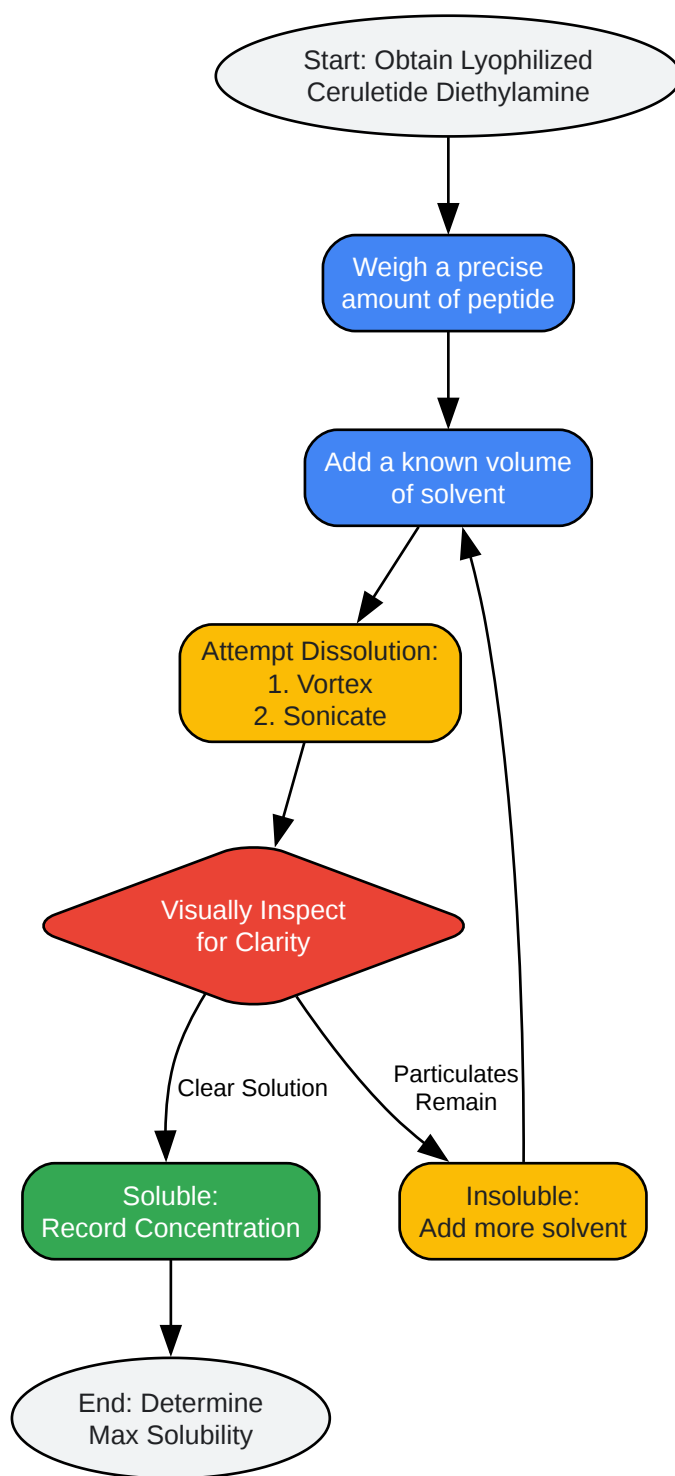 Start: Obtain Lyophilized
Ceruletide Diethylamine
Weigh a precise
amount of peptide
Add a known volume
of solvent
Attempt Dissolution:
1. Vortex
2. Sonicate
Visually Inspect
for Clarity
Clear Solution
Particulates
Remain
Soluble:
Record Concentration
Insoluble:
Add more solvent
End: Determine
Max Solubility